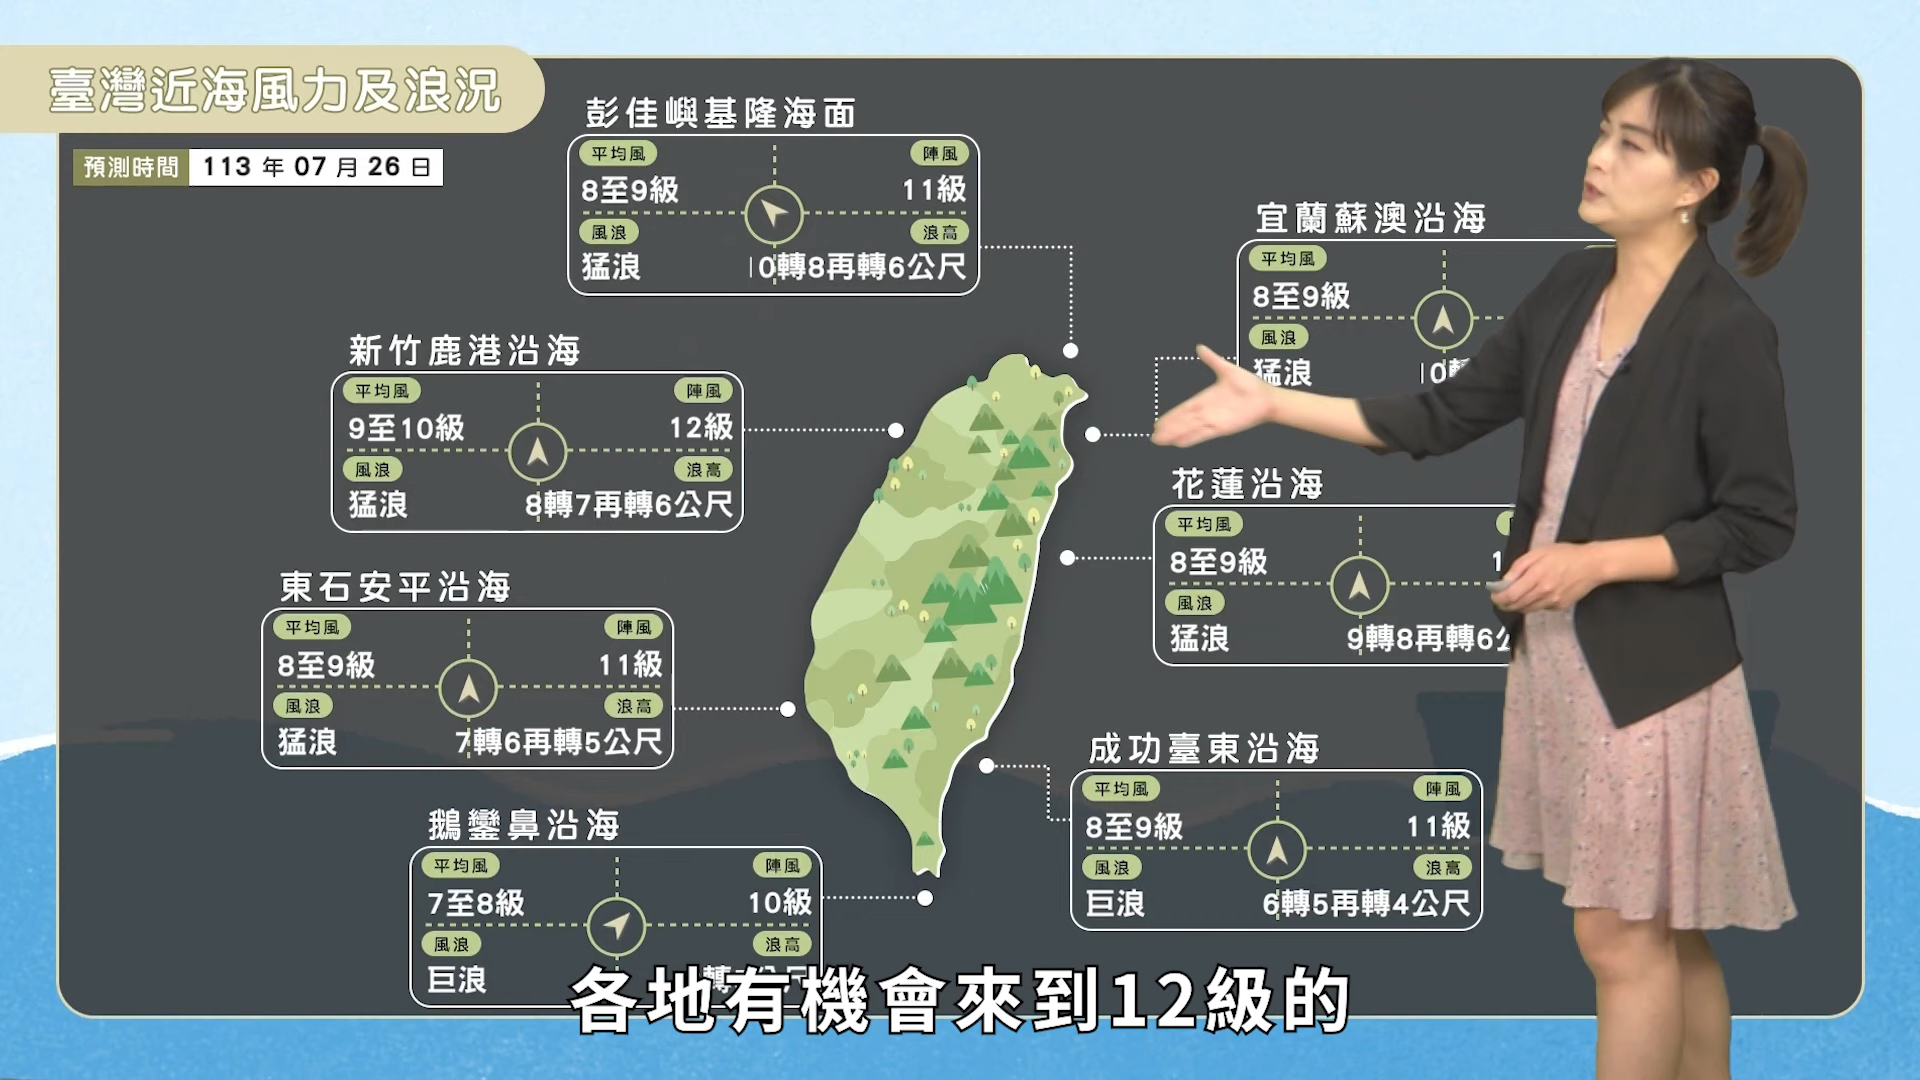 臺灣近海風力及浪況
預測時間 113 年 07 月 26 日
彭佳嶼基隆海面
平均風 陣風
8至9級 11級
風浪 浪高
猛浪 10轉8再轉6公尺
宜蘭蘇澳沿海
平均風
8至9級
風浪
猛浪 10轉
新竹鹿港沿海
平均風 陣風
9至10級 12級
風浪 浪高
猛浪 8轉7再轉6公尺
花蓮沿海
平均風
8至9級
風浪
猛浪 9轉8再轉6公
東石安平沿海
平均風 陣風
8至9級 11級
風浪 浪高
猛浪 7轉6再轉5公尺
成功臺東沿海
平均風 陣風
8至9級 11級
風浪 浪高
巨浪 6轉5再轉4公尺
鵝鑾鼻沿海
平均風 陣風
7至8級 10級
風浪 浪高
巨浪
各地有機會來到12級的